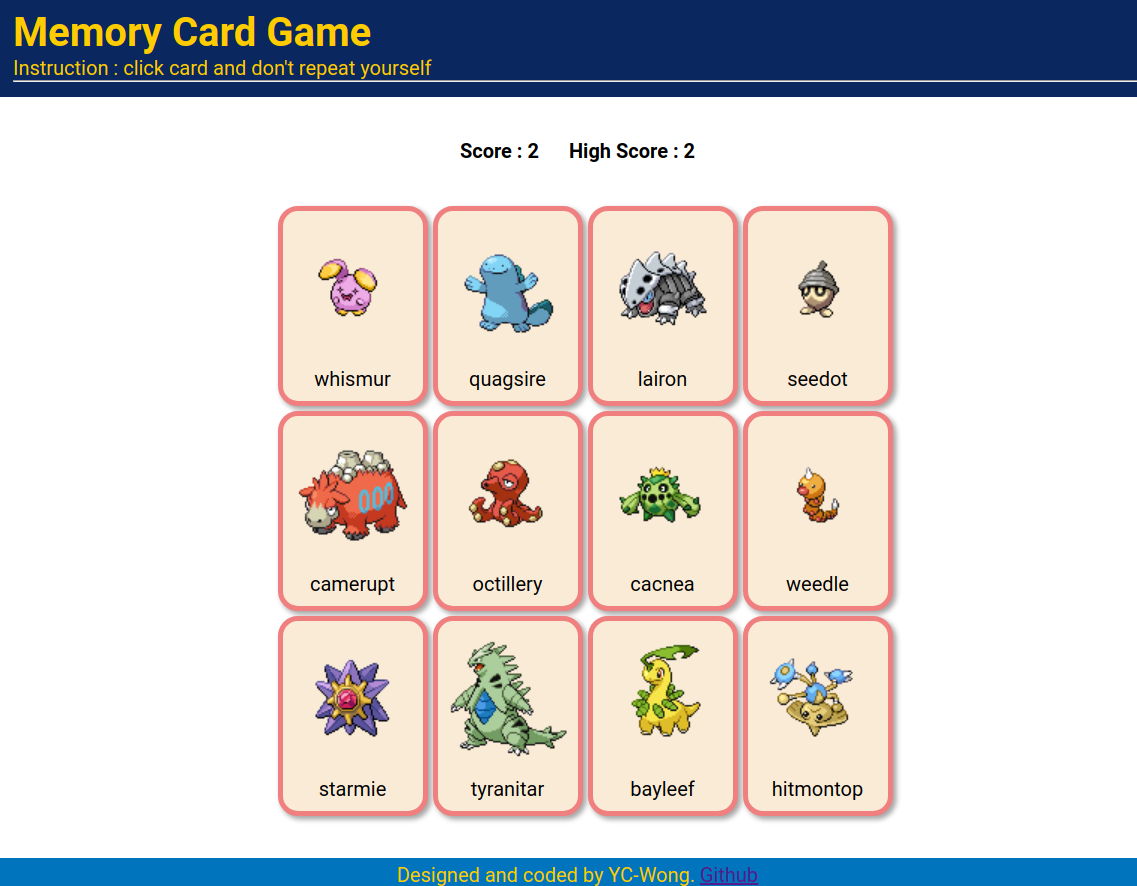 Memory Card Game
Instruction : click card and don't repeat yourself
Score : 2 High Score : 2
whismur quagsire lairon seedot
camerupt octillery cacnea weedle
starmie tyranitar bayleef hitmontop
Designed and coded by YC-Wong. Github